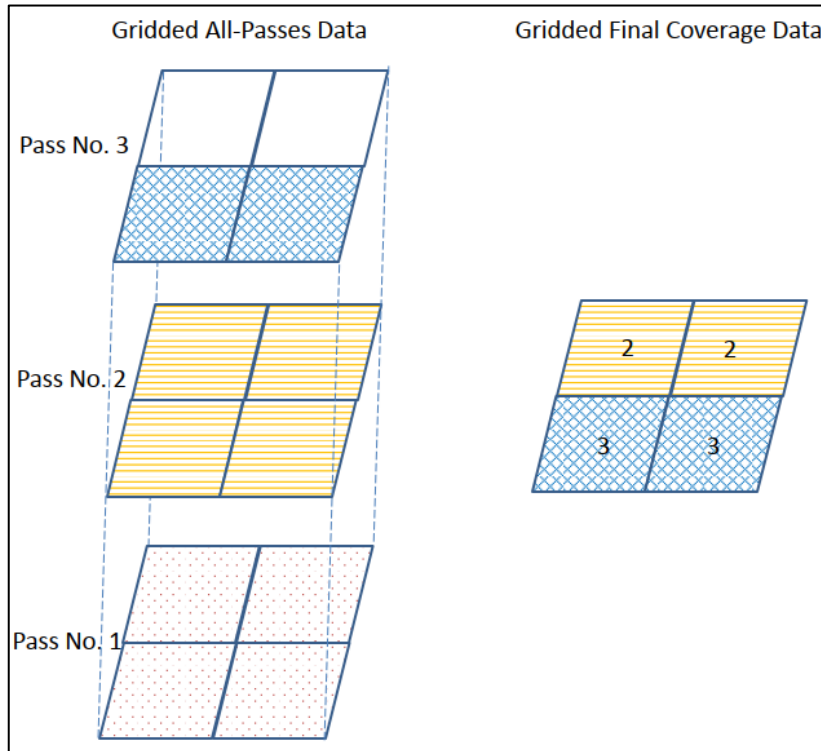 Gridded All-Passes Data
Gridded Final Coverage Data
Pass No. 3
Pass No. 2
2 2
3 3
Pass No. 1